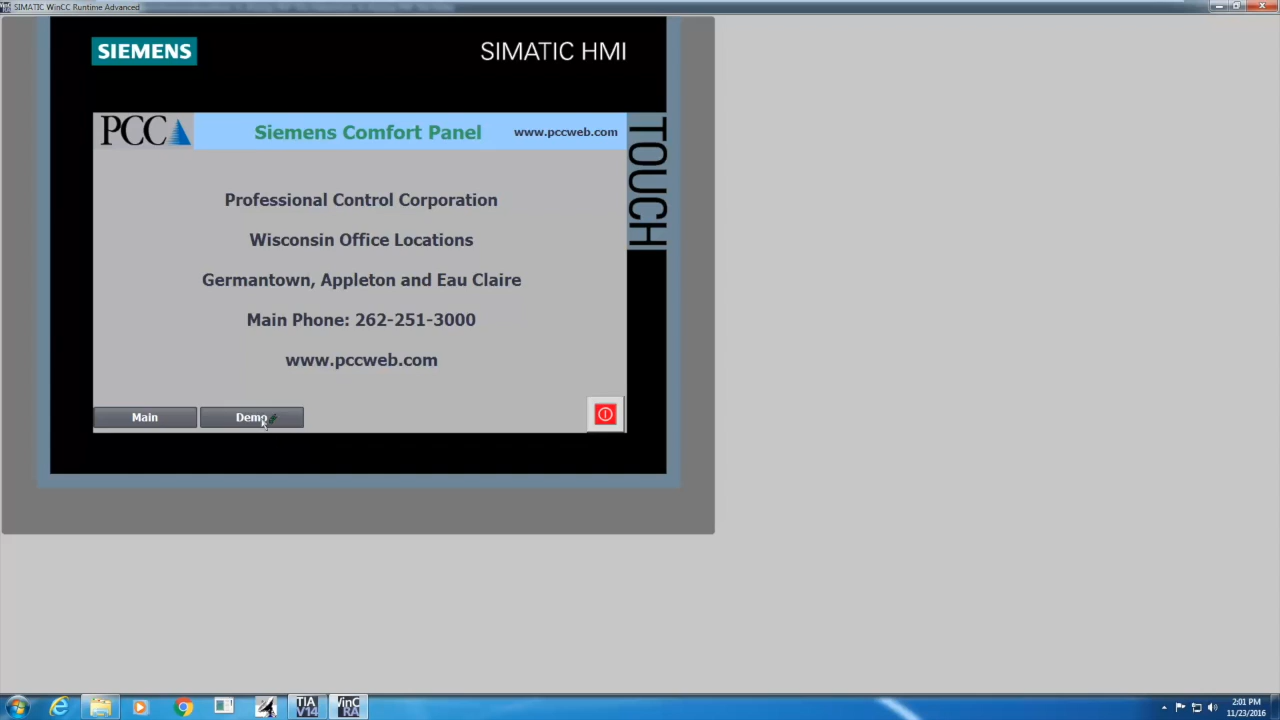 SIMATIC WinCC Runtime Advanced
SIEMENS
SIMATIC HMI
PCC
Siemens Comfort Panel
www.pccweb.com
TOUCH
Professional Control Corporation
Wisconsin Office Locations
Germantown, Appleton and Eau Claire
Main Phone: 262-251-3000
www.pccweb.com
Main
Demo
TIA
V14
WinC
RA
2:01 PM
11/23/2016